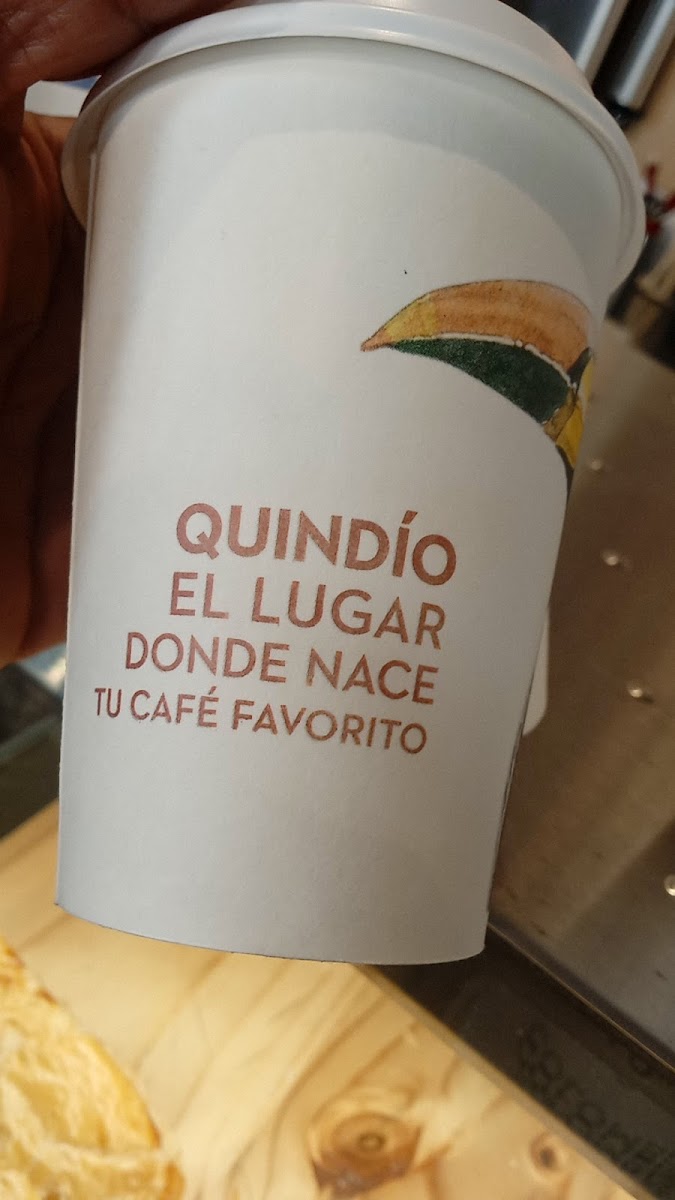 QUINDÍO
EL LUGAR
DONDE NACE
TU CAFÉ FAVORITO